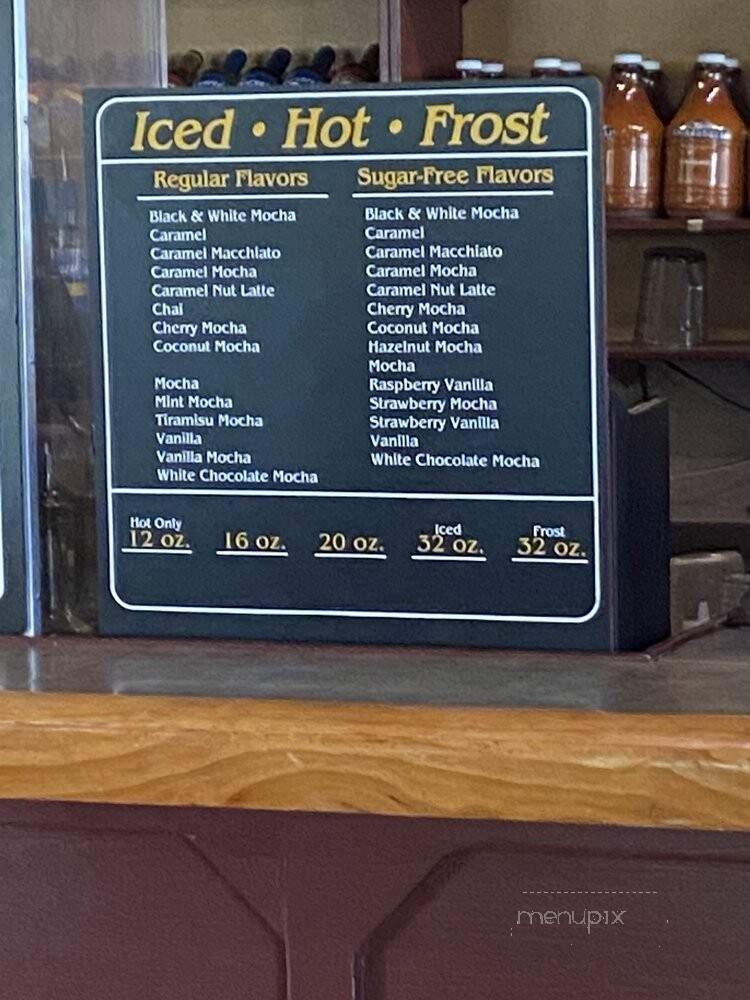 Iced • Hot • Frost
Regular Flavors
Black & White Mocha
Caramel
Caramel Macchiato
Caramel Mocha
Caramel Nut Latte
Chai
Cherry Mocha
Coconut Mocha
Mocha
Mint Mocha
Tiramisu Mocha
Vanilla
Vanilla Mocha
White Chocolate Mocha
Sugar-Free Flavors
Black & White Mocha
Caramel
Caramel Macchiato
Caramel Mocha
Caramel Nut Latte
Cherry Mocha
Coconut Mocha
Hazelnut Mocha
Mocha
Raspberry Vanilla
Strawberry Mocha
Strawberry Vanilla
Vanilla
White Chocolate Mocha
Hot Only
12 oz.
16 oz.
20 oz.
Iced
32 oz.
Frost
32 oz.
menupix